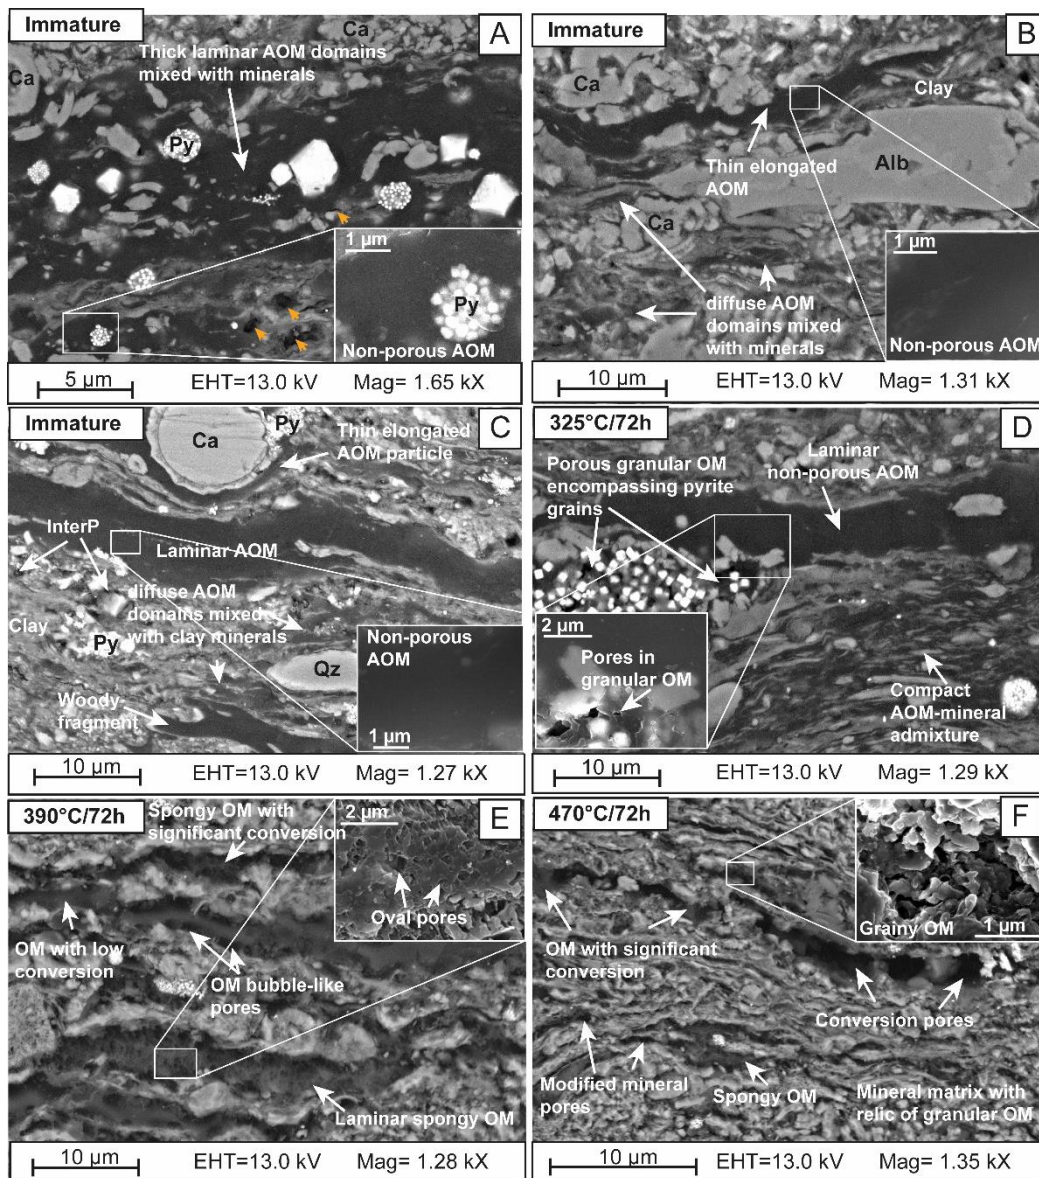 Immature
A
Ca
Ca
Thick laminar AOM domains
mixed with minerals
Py
1 µm
Py
Non-porous AOM
5 µm
EHT=13.0 kV
Mag= 1.65 kX
Immature
B
Ca
Clay
Thin elongated
AOM
Alb
Ca
1 µm
diffuse AOM
domains mixed
with minerals
Non-porous AOM
10 µm
EHT=13.0 kV
Mag= 1.31 kX
Immature
C
Ca
Py
Thin elongated
AOM particle
InterP
Laminar AOM
diffuse AOM
domains mixed
with clay minerals
Clay
Py
Non-porous
AOM
Qz
Woody-
fragment
1 µm
10 µm
EHT=13.0 kV
Mag= 1.27 kX
325°C/72h
D
Porous granular OM
encompassing pyrite
grains
Laminar
non-porous AOM
2 µm
Pores in
granular OM
Compact
AOM-mineral
admixture
10 µm
EHT=13.0 kV
Mag= 1.29 kX
390°C/72h
E
Spongy OM with
significant conversion
2 µm
Oval pores
OM with low
conversion
OM bubble-like
pores
Laminar spongy OM
10 µm
EHT=13.0 kV
Mag= 1.28 kX
470°C/72h
F
Grainy OM
1 µm
OM with significant
conversion
Conversion pores
Modified mineral
pores
Spongy OM
Mineral matrix with
relic of granular OM
10 µm
EHT=13.0 kV
Mag= 1.35 kX